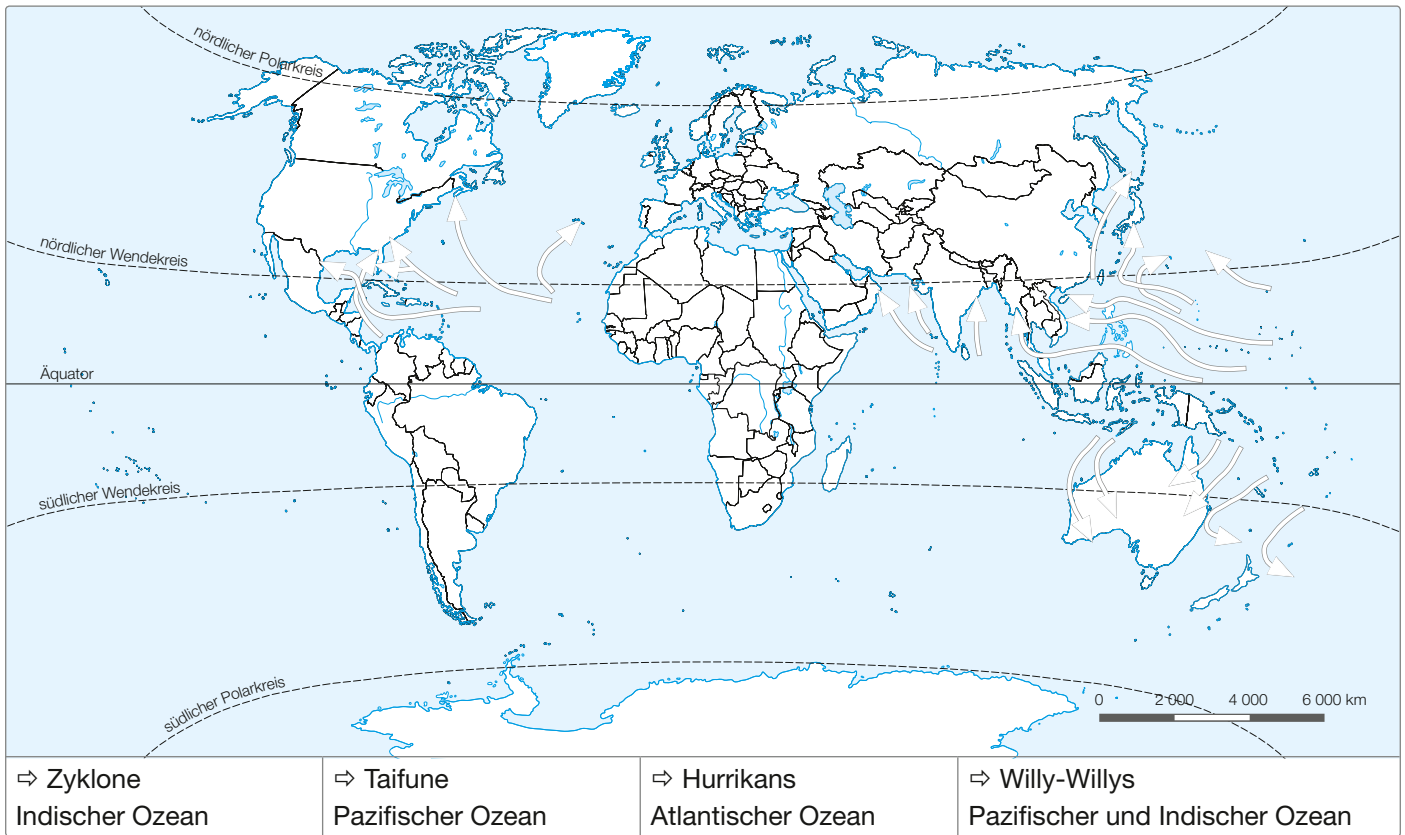 nördlicher Polarkreis
nördlicher Wendekreis
Äquator
südlicher Wendekreis
südlicher Polarkreis
0 2 000 4 000 6 000 km
⇨ Zyklone
Indischer Ozean
⇨ Taifune
Pazifischer Ozean
⇨ Hurrikans
Atlantischer Ozean
⇨ Willy-Willys
Pazifischer und Indischer Ozean